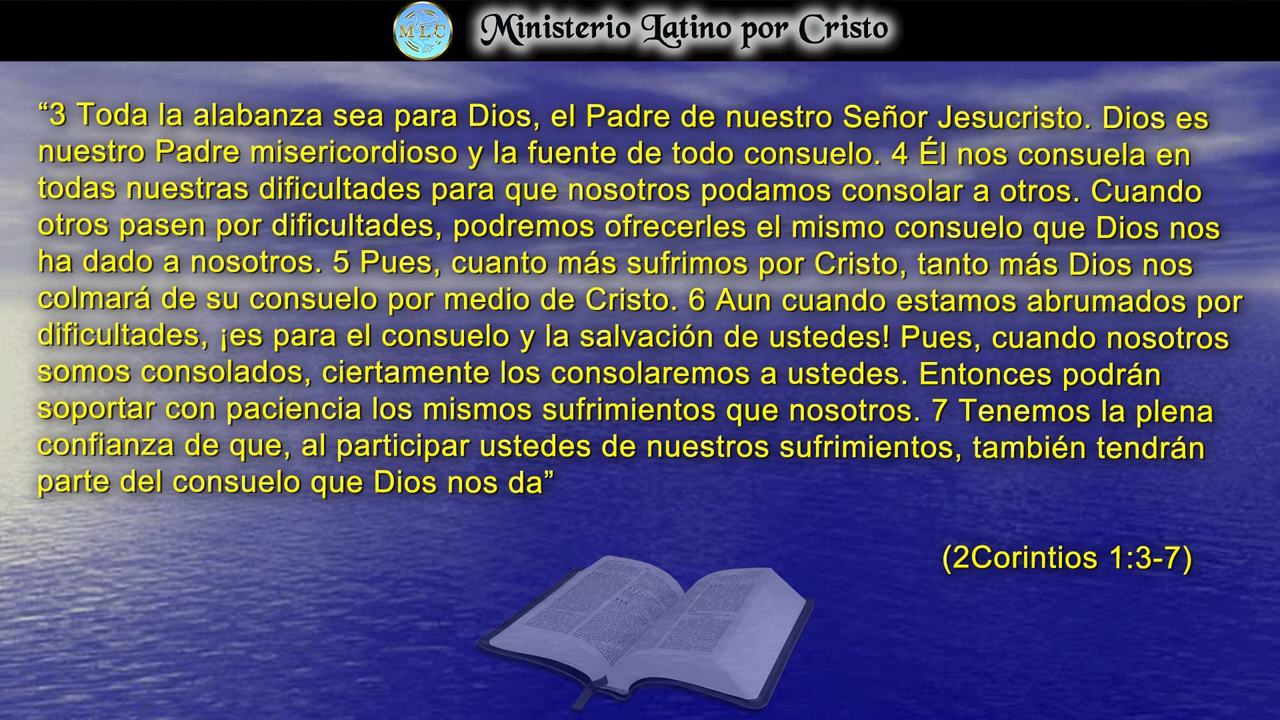 MLC
Ministerio Latino por Cristo
“3 Toda la alabanza sea para Dios, el Padre de nuestro Señor Jesucristo. Dios es
nuestro Padre misericordioso y la fuente de todo consuelo. 4 Él nos consuela en
todas nuestras dificultades para que nosotros podamos consolar a otros. Cuando
otros pasen por dificultades, podremos ofrecerles el mismo consuelo que Dios nos
ha dado a nosotros. 5 Pues, cuanto más sufrimos por Cristo, tanto más Dios nos
colmará de su consuelo por medio de Cristo. 6 Aun cuando estamos abrumados por
dificultades, ¡es para el consuelo y la salvación de ustedes! Pues, cuando nosotros
somos consolados, ciertamente los consolaremos a ustedes. Entonces podrán
soportar con paciencia los mismos sufrimientos que nosotros. 7 Tenemos la plena
confianza de que, al participar ustedes de nuestros sufrimientos, también tendrán
parte del consuelo que Dios nos da”
(2Corintios 1:3-7)